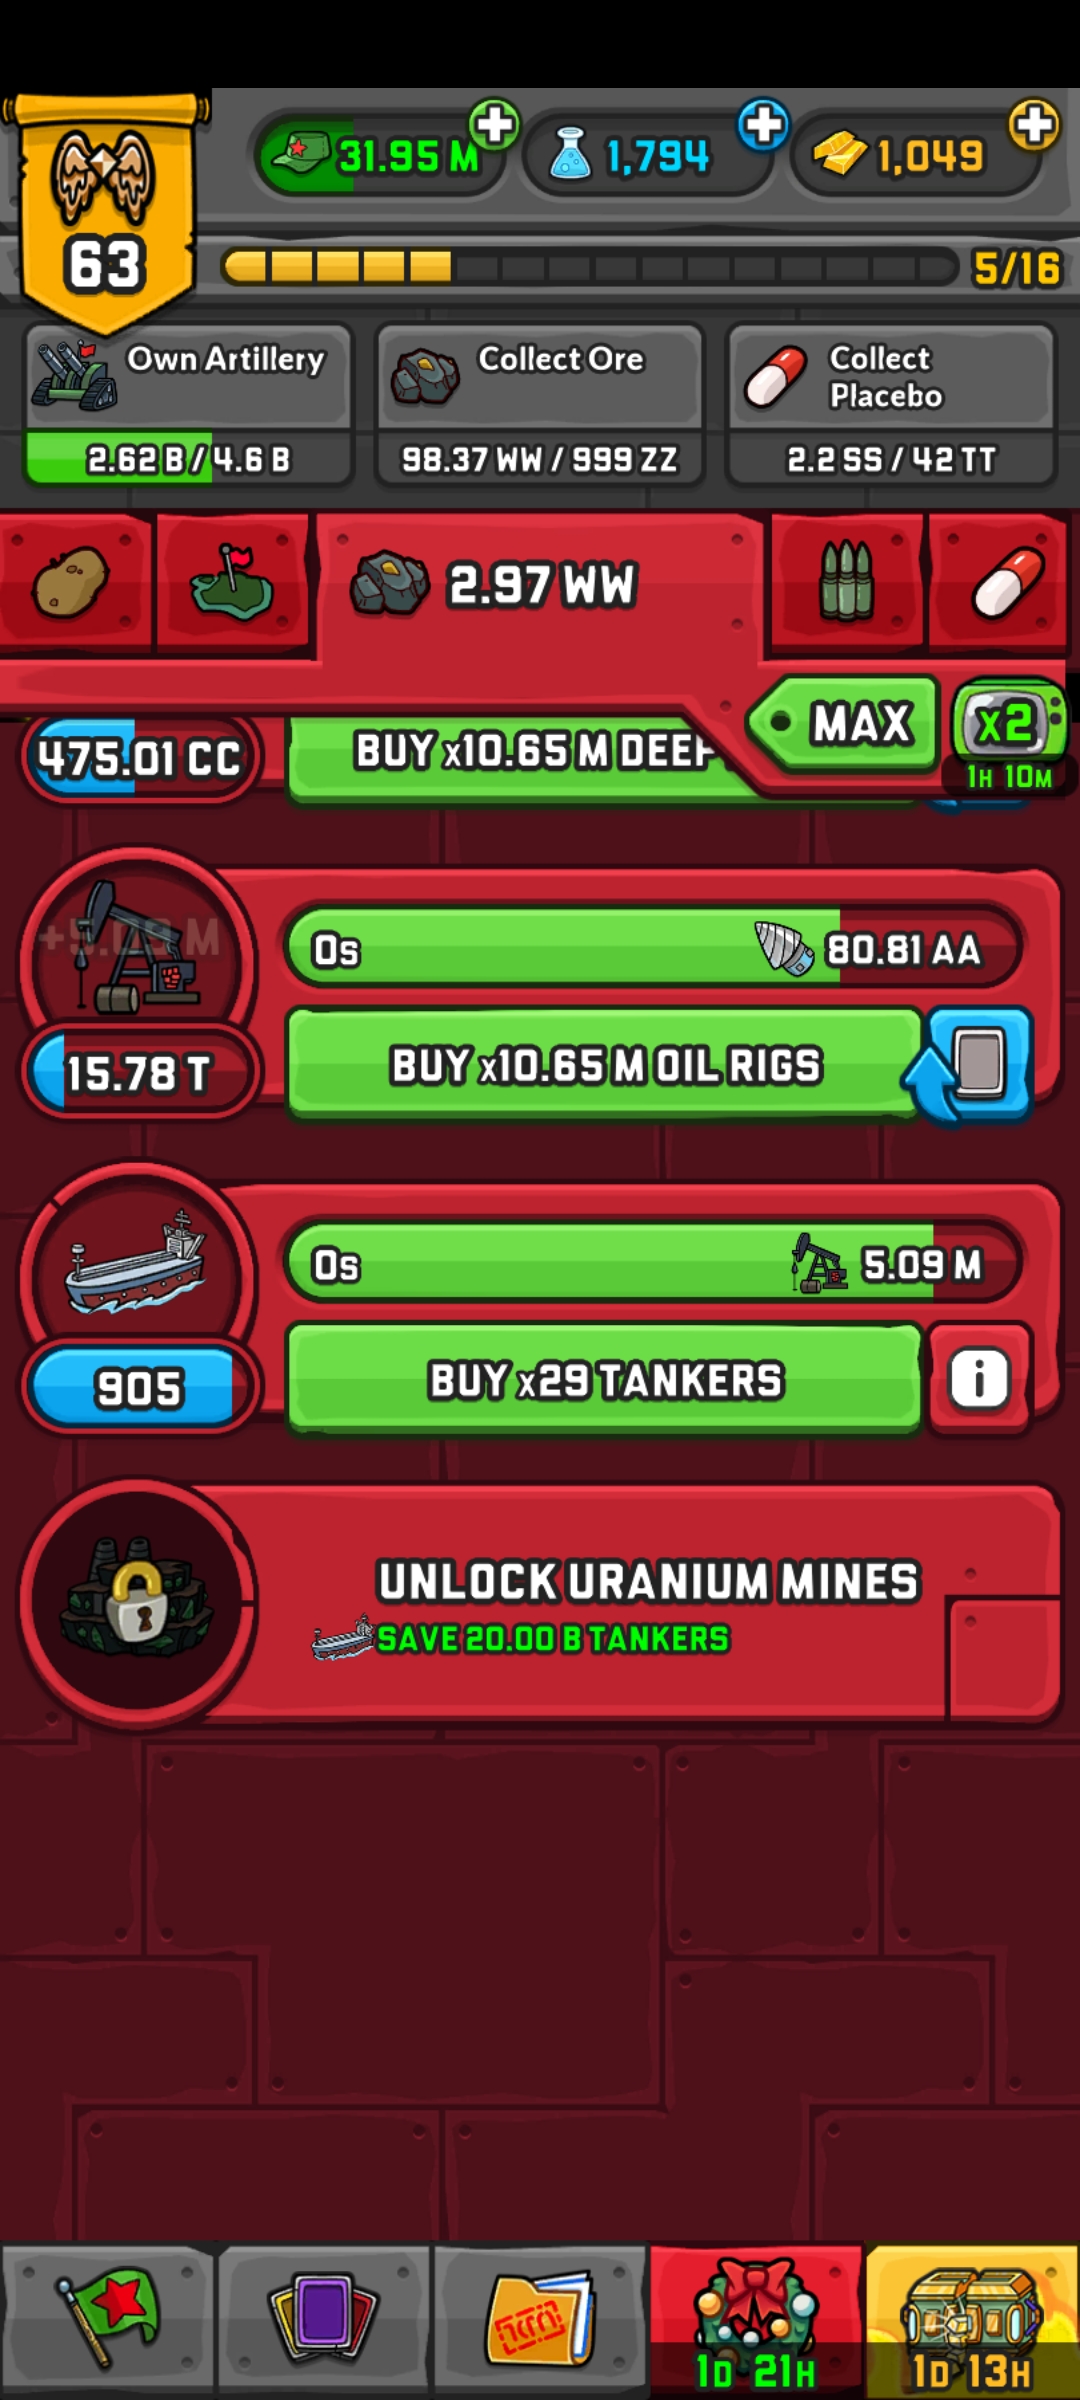 31.95 M
1,794
1,049
63
5/16
Own Artillery
2.62 B / 4.6 B
Collect Ore
98.37 WW / 999 ZZ
Collect
Placebo
2.2 SS / 42 TT
2.97 WW
MAX
x2
1H 10M
475.01 CC
BUY x10.65 M DEEP
+5.09 M
0s
80.81 AA
15.78 T
BUY x10.65 M OIL RIGS
0s
5.09 M
905
BUY x29 TANKERS
i
UNLOCK URANIUM MINES
SAVE 20.00 B TANKERS
1D 21H
1D 13H